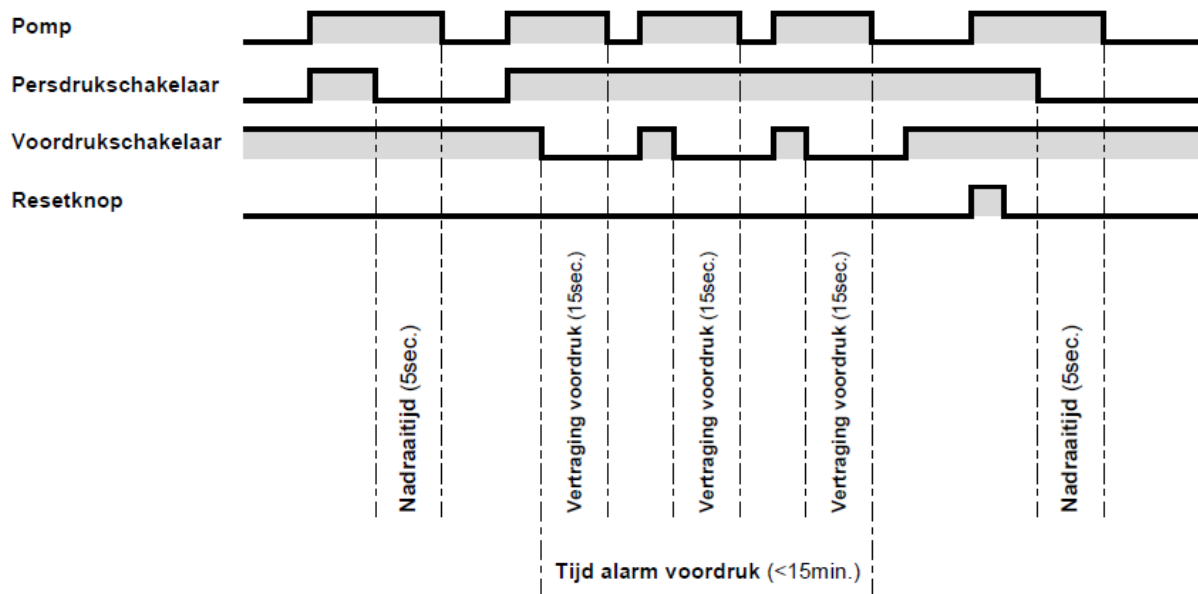 Pomp
Persdrukschakelaar
Voordrukschakelaar
Resetknop
Nadraaitijd (5sec.)
Vertraging voordruk (15sec.)
Vertraging voordruk (15sec.)
Vertraging voordruk (15sec.)
Nadraaitijd (5sec.)
Tijd alarm voordruk (<15min.)